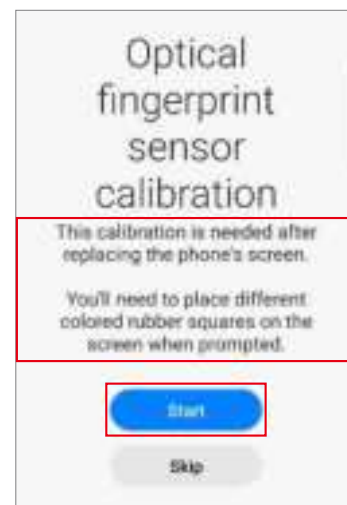 Optical
fingerprint
sensor
calibration
This calibration is needed after
replacing the phone's screen.
You'll need to place different
colored rubber squares on the
screen when prompted.
Start
Skip